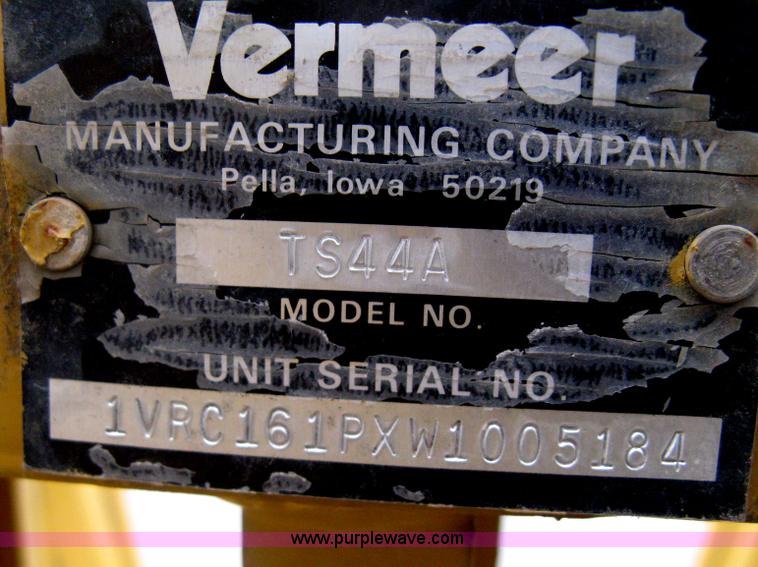 Vermeer
MANUFACTURING COMPANY
Pella, Iowa 50219
TS44A
MODEL NO.
UNIT SERIAL NO.
1VRC161PXW1005184
www.purplewave.com